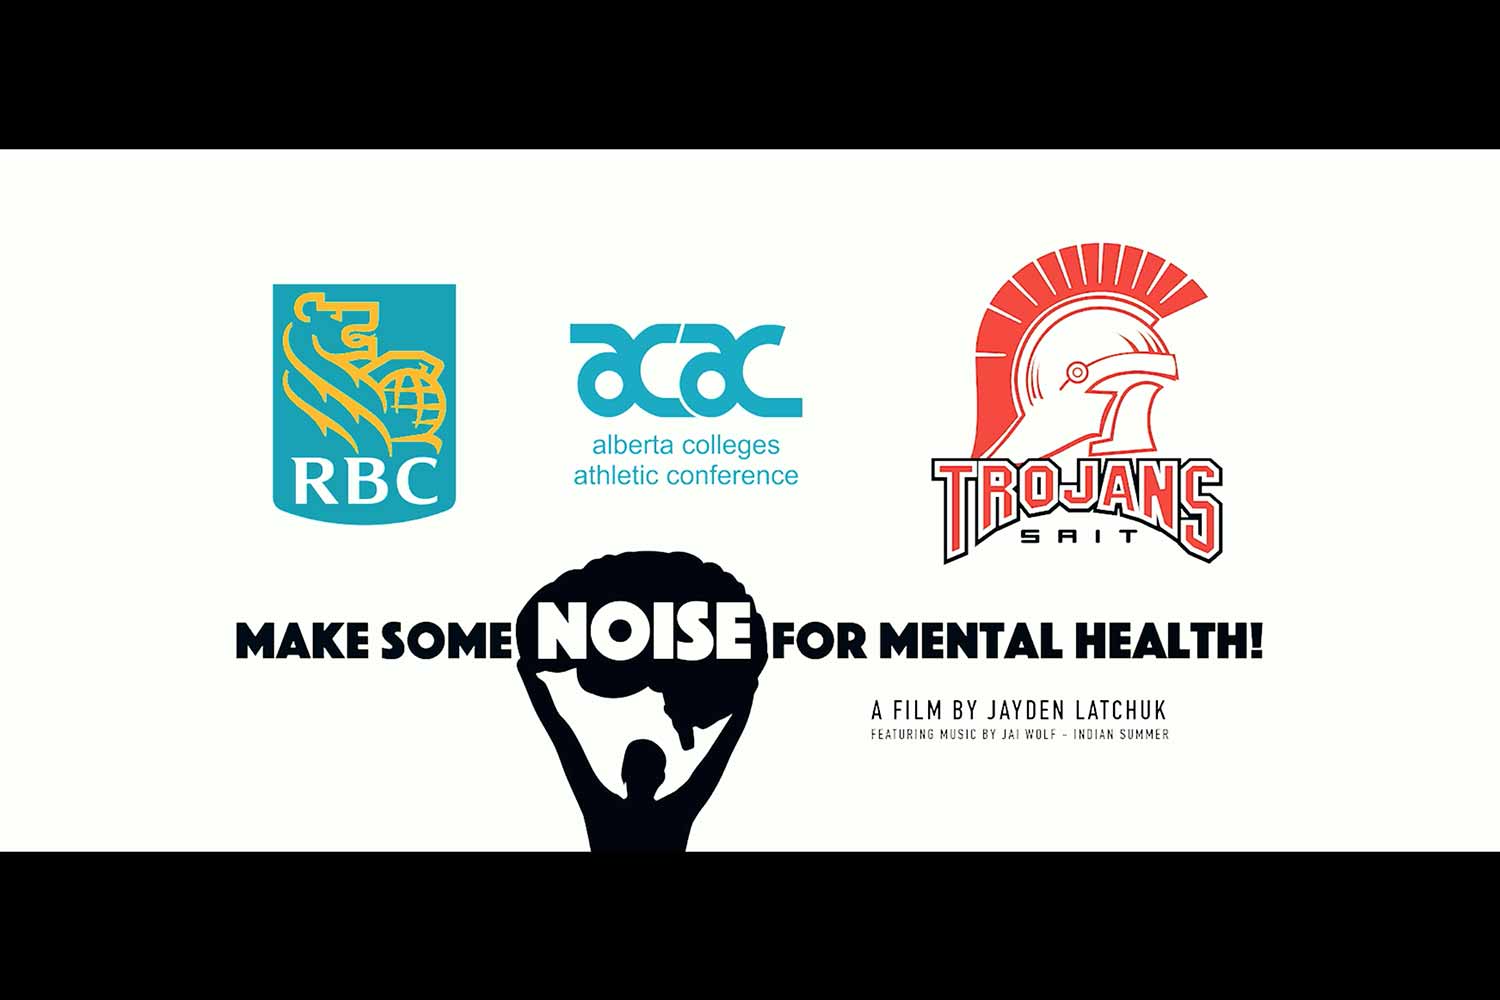 RBC
acac
alberta colleges
athletic conference
TROJANS
SAIT
MAKE SOME NOISE FOR MENTAL HEALTH!
A FILM BY JAYDEN LATCHUK
FEATURING MUSIC BY JAI WOLF - INDIAN SUMMER